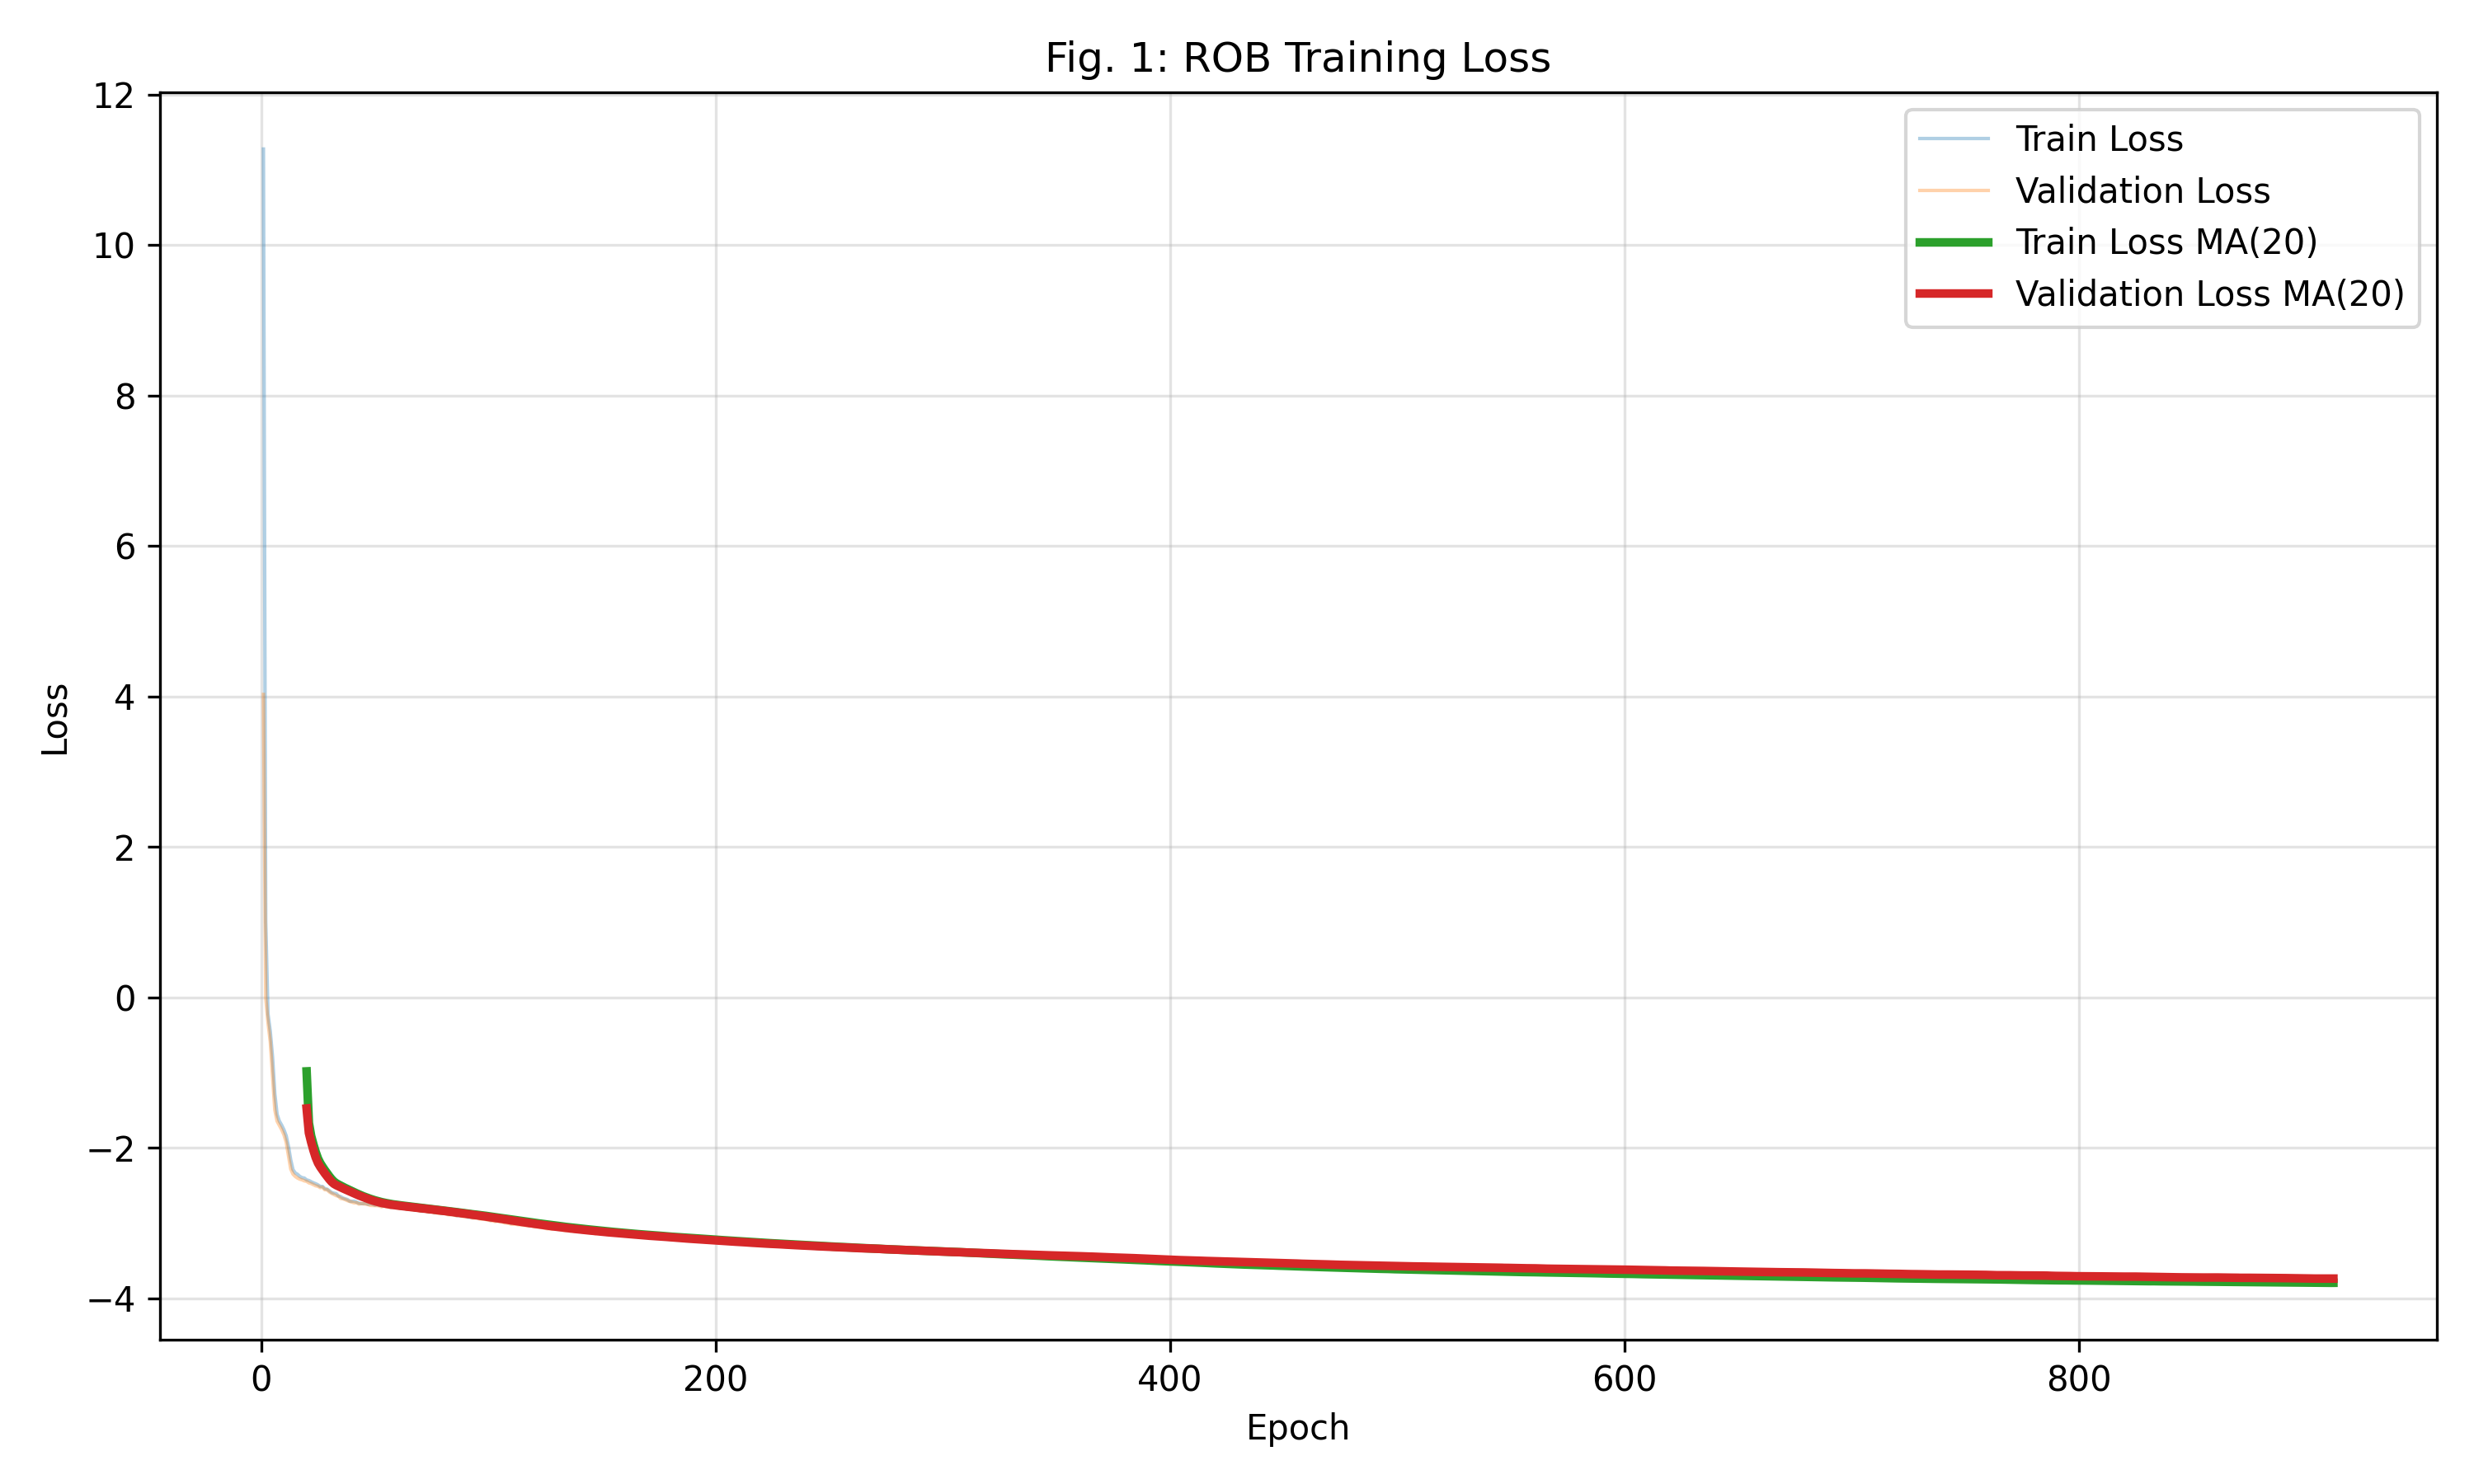 Fig. 1: ROB Training Loss
12
10
8
6
4
2
0
−2
−4
Loss
Train Loss
Validation Loss
Train Loss MA(20)
Validation Loss MA(20)
0 200 400 600 800
Epoch